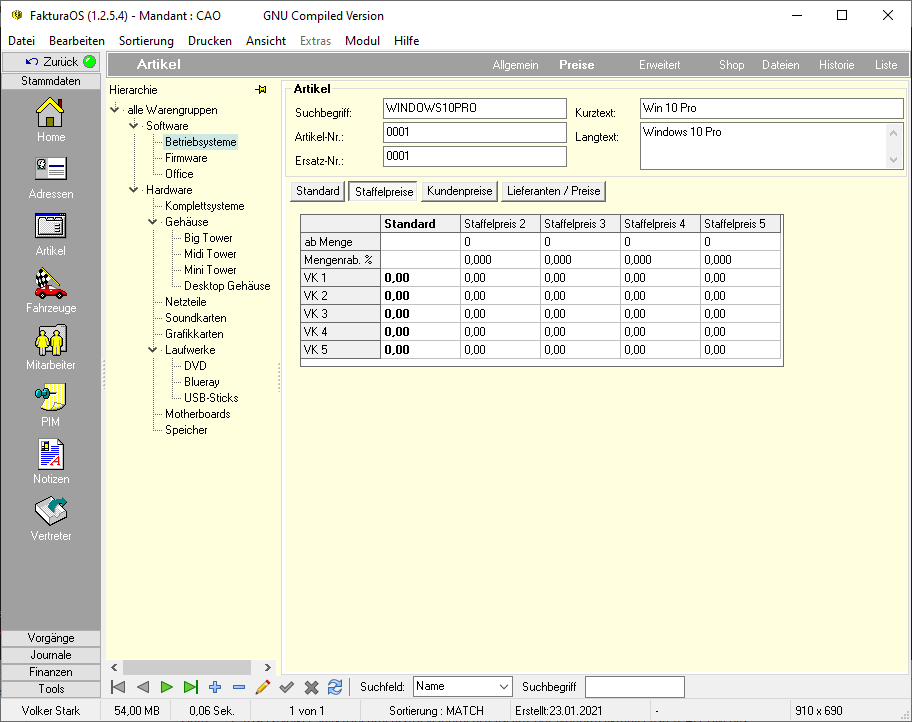 FakturaOS (1.2.5.4) - Mandant : CAO GNU Compiled Version
Datei Bearbeiten Sortierung Drucken Ansicht Extras Modul Hilfe
Zurück
Artikel Allgemein Preise Erweitert Shop Dateien Historie Liste
Stammdaten
Home
Adressen
Artikel
Fahrzeuge
Mitarbeiter
PIM
Notizen
Vertreter
Vorgänge
Journale
Finanzen
Tools
Hierarchie
alle Warengruppen
Software
Betriebsysteme
Firmware
Office
Hardware
Komplettsysteme
Gehäuse
Big Tower
Midi Tower
Mini Tower
Desktop Gehäuse
Netzteile
Soundkarten
Grafikkarten
Laufwerke
DVD
Blueray
USB-Sticks
Motherboards
Speicher
Artikel
Suchbegriff: WINDOWS10PRO Kurztext: Win 10 Pro
Artikel-Nr.: 0001 Langtext: Windows 10 Pro
Ersatz-Nr.: 0001
Standard Staffelpreise Kundenpreise Lieferanten / Preise
Standard Staffelpreis 2 Staffelpreis 3 Staffelpreis 4 Staffelpreis 5
ab Menge 0 0 0 0
Mengenrab. % 0,000 0,000 0,000 0,000
VK 1 0,00 0,00 0,00 0,00 0,00
VK 2 0,00 0,00 0,00 0,00 0,00
VK 3 0,00 0,00 0,00 0,00 0,00
VK 4 0,00 0,00 0,00 0,00 0,00
VK 5 0,00 0,00 0,00 0,00 0,00
Suchfeld: Name Suchbegriff
Volker Stark 54,00 MB 0,06 Sek. 1 von 1 Sortierung : MATCH Erstellt:23.01.2021 - 910 x 690